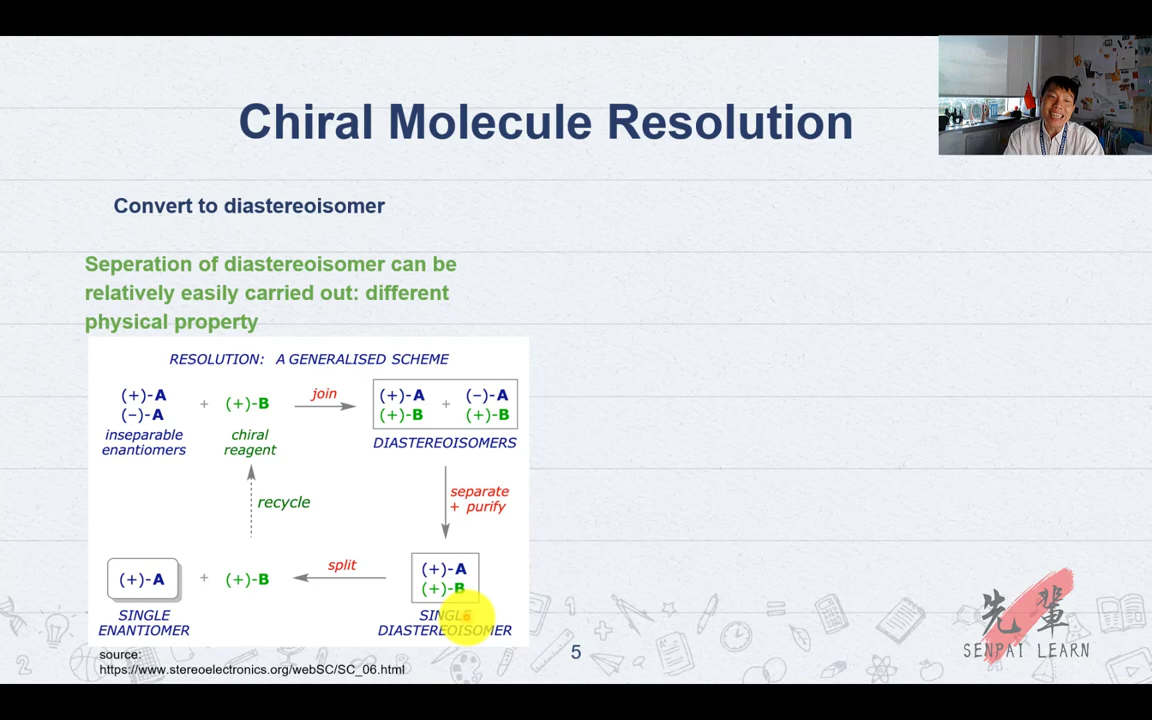 Chiral Molecule Resolution
Convert to diastereoisomer
Seperation of diastereoisomer can be
relatively easily carried out: different
physical property
RESOLUTION: A GENERALISED SCHEME
(+)-A
(–)-A
+
(+)-B
join
(+)-A
(+)-B
+
(–)-A
(+)-B
inseparable
enantiomers
chiral
reagent
DIASTEREOISOMERS
recycle
separate
+ purify
(+)-A
+
(+)-B
split
(+)-A
(+)-B
SINGLE
ENANTIOMER
SINGLE
DIASTEREOISOMER
source:
https://www.stereoelectronics.org/webSC/SC_06.html
5
先輩
SENPAI LEARN